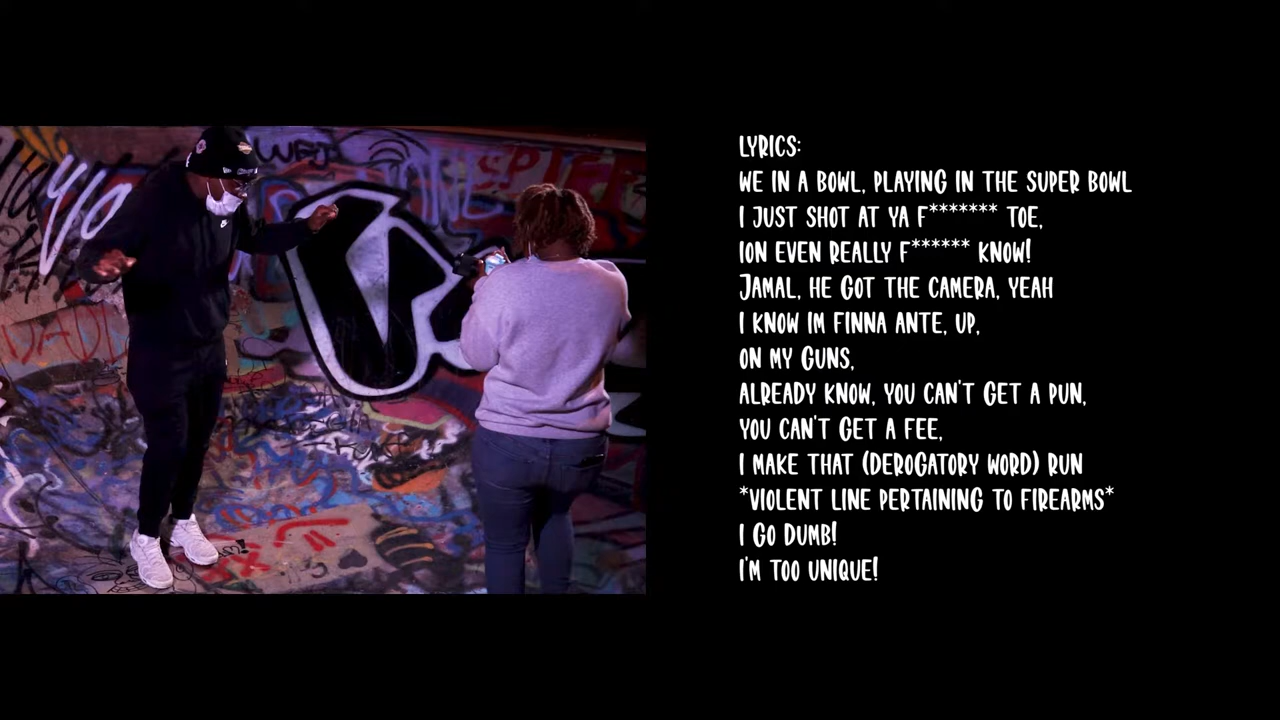 LYRICS:
WE IN A BOWL, PLAYING IN THE SUPER BOWL
I JUST SHOT AT YA F******* TOE,
ION EVEN REALLY F****** KNOW!
JAMAL, HE GOT THE CAMERA, YEAH
I KNOW IM FINNA ANTE, UP,
ON MY GUNS,
ALREADY KNOW, YOU CAN'T GET A PUN,
YOU CAN'T GET A FEE,
I MAKE THAT (DEROGATORY WORD) RUN
*VIOLENT LINE PERTAINING TO FIREARMS*
I GO DUMB!
I'M TOO UNIQUE!